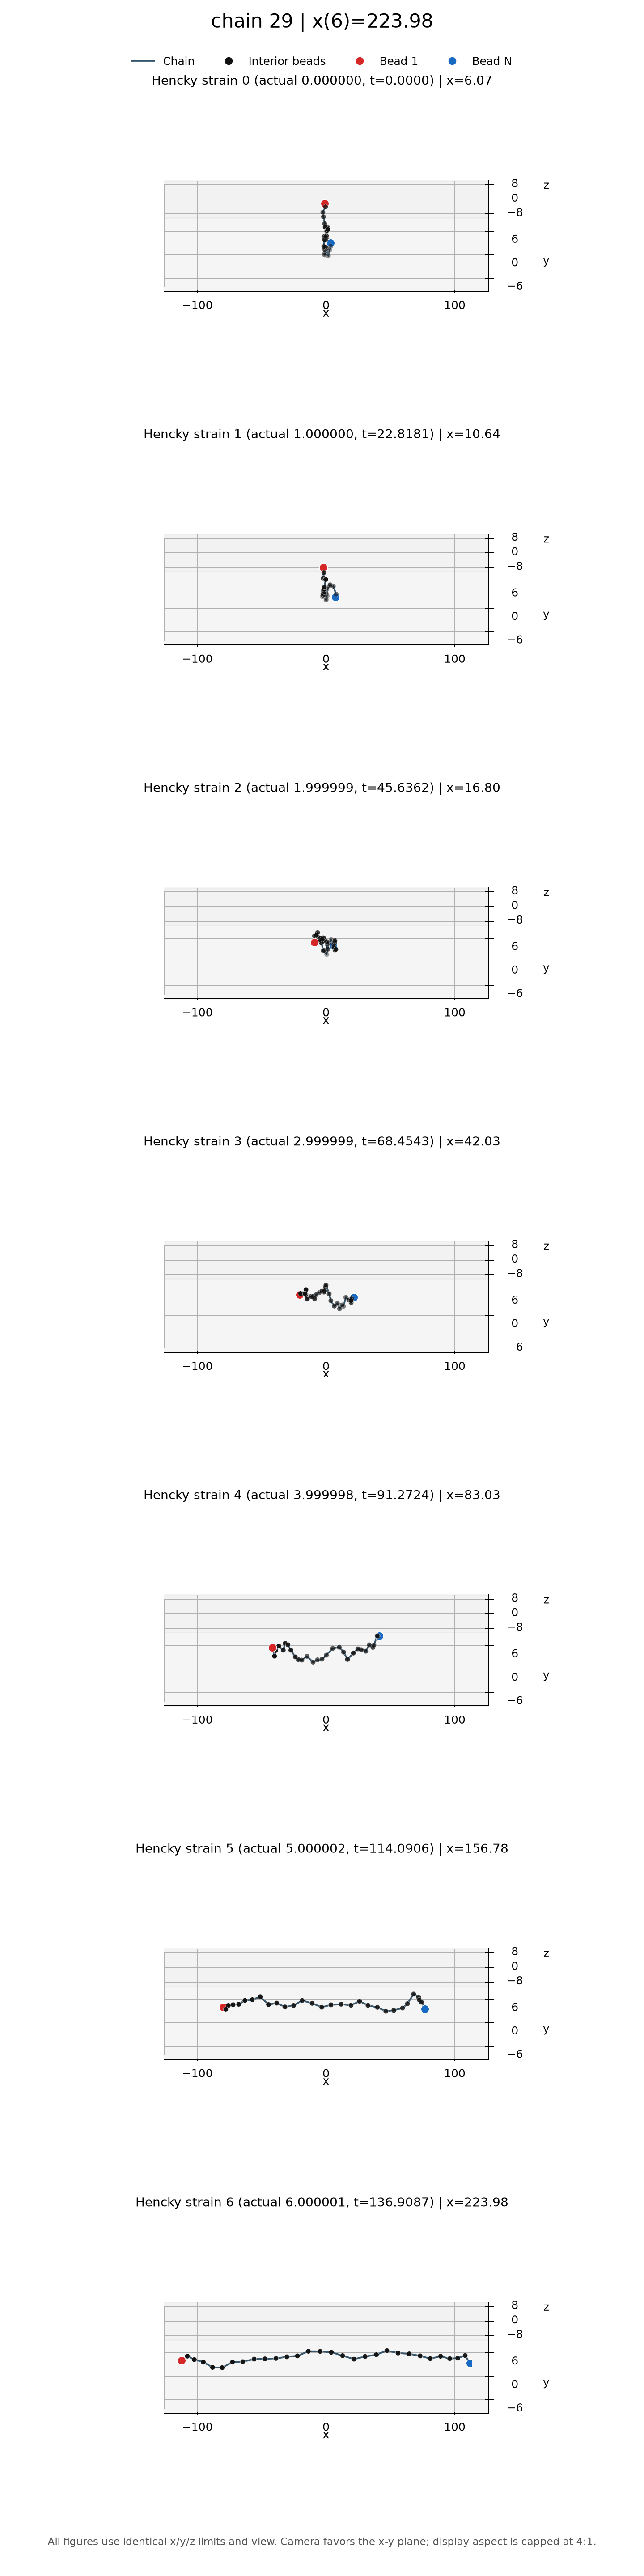 chain 29 | x(6)=223.98
Chain Interior beads Bead 1 Bead N
Hencky strain 0 (actual 0.000000, t=0.0000) | x=6.07
8 z
0
−8
6
0 y
−6
−100 0 100
x
Hencky strain 1 (actual 1.000000, t=22.8181) | x=10.64
8 z
0
−8
6
0 y
−6
−100 0 100
x
Hencky strain 2 (actual 1.999999, t=45.6362) | x=16.80
8 z
0
−8
6
0 y
−6
−100 0 100
x
Hencky strain 3 (actual 2.999999, t=68.4543) | x=42.03
8 z
0
−8
6
0 y
−6
−100 0 100
x
Hencky strain 4 (actual 3.999998, t=91.2724) | x=83.03
8 z
0
−8
6
0 y
−6
−100 0 100
x
Hencky strain 5 (actual 5.000002, t=114.0906) | x=156.78
8 z
0
−8
6
0 y
−6
−100 0 100
x
Hencky strain 6 (actual 6.000001, t=136.9087) | x=223.98
8 z
0
−8
6
0 y
−6
−100 0 100
x
All figures use identical x/y/z limits and view. Camera favors the x-y plane; display aspect is capped at 4:1.